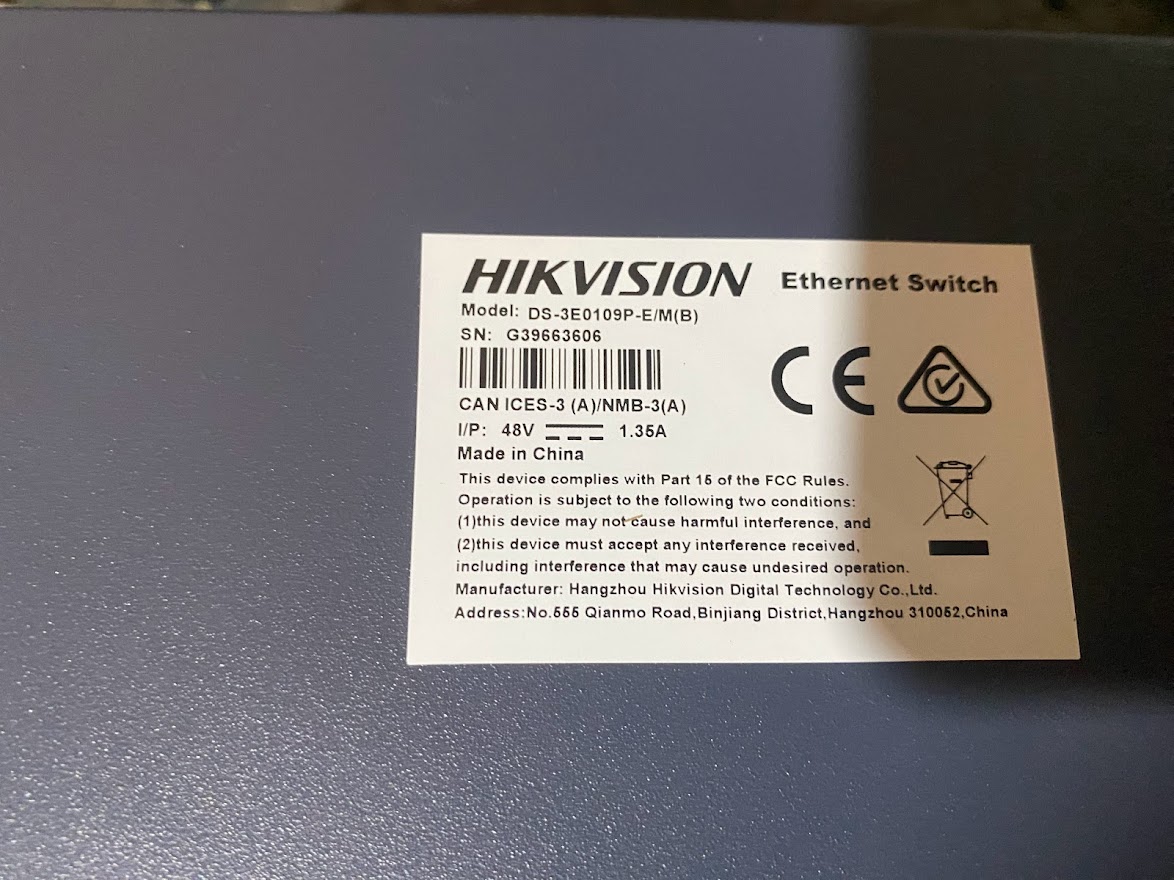 HIKVISION Ethernet Switch
Model: DS-3E0109P-E/M(B)
SN: G39663606
CAN ICES-3 (A)/NMB-3(A)
I/P: 48V 1.35A
Made in China
This device complies with Part 15 of the FCC Rules.
Operation is subject to the following two conditions:
(1)this device may not cause harmful interference, and
(2)this device must accept any interference received,
including interference that may cause undesired operation.
Manufacturer: Hangzhou Hikvision Digital Technology Co.,Ltd.
Address:No.555 Qianmo Road,Binjiang District,Hangzhou 310052,China
CE